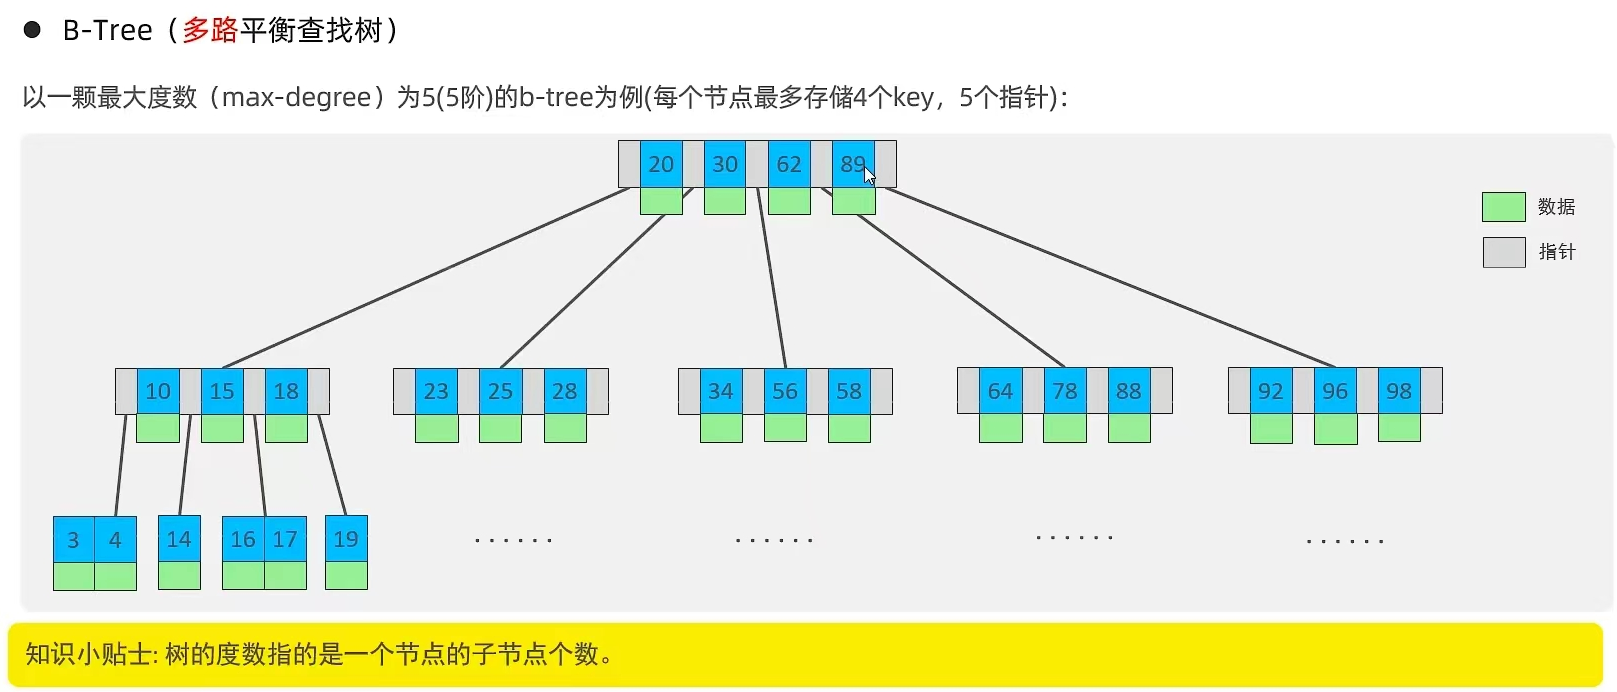 ● B-Tree（多路平衡查找树）
以一颗最大度数（max-degree）为5(5阶)的b-tree为例(每个节点最多存储4个key，5个指针)：
20 30 62 89
数据
指针
10 15 18 23 25 28 34 56 58 64 78 88 92 96 98
3 4 14 16 17 19 ······ ······ ······ ······
知识小贴士: 树的度数指的是一个节点的子节点个数。